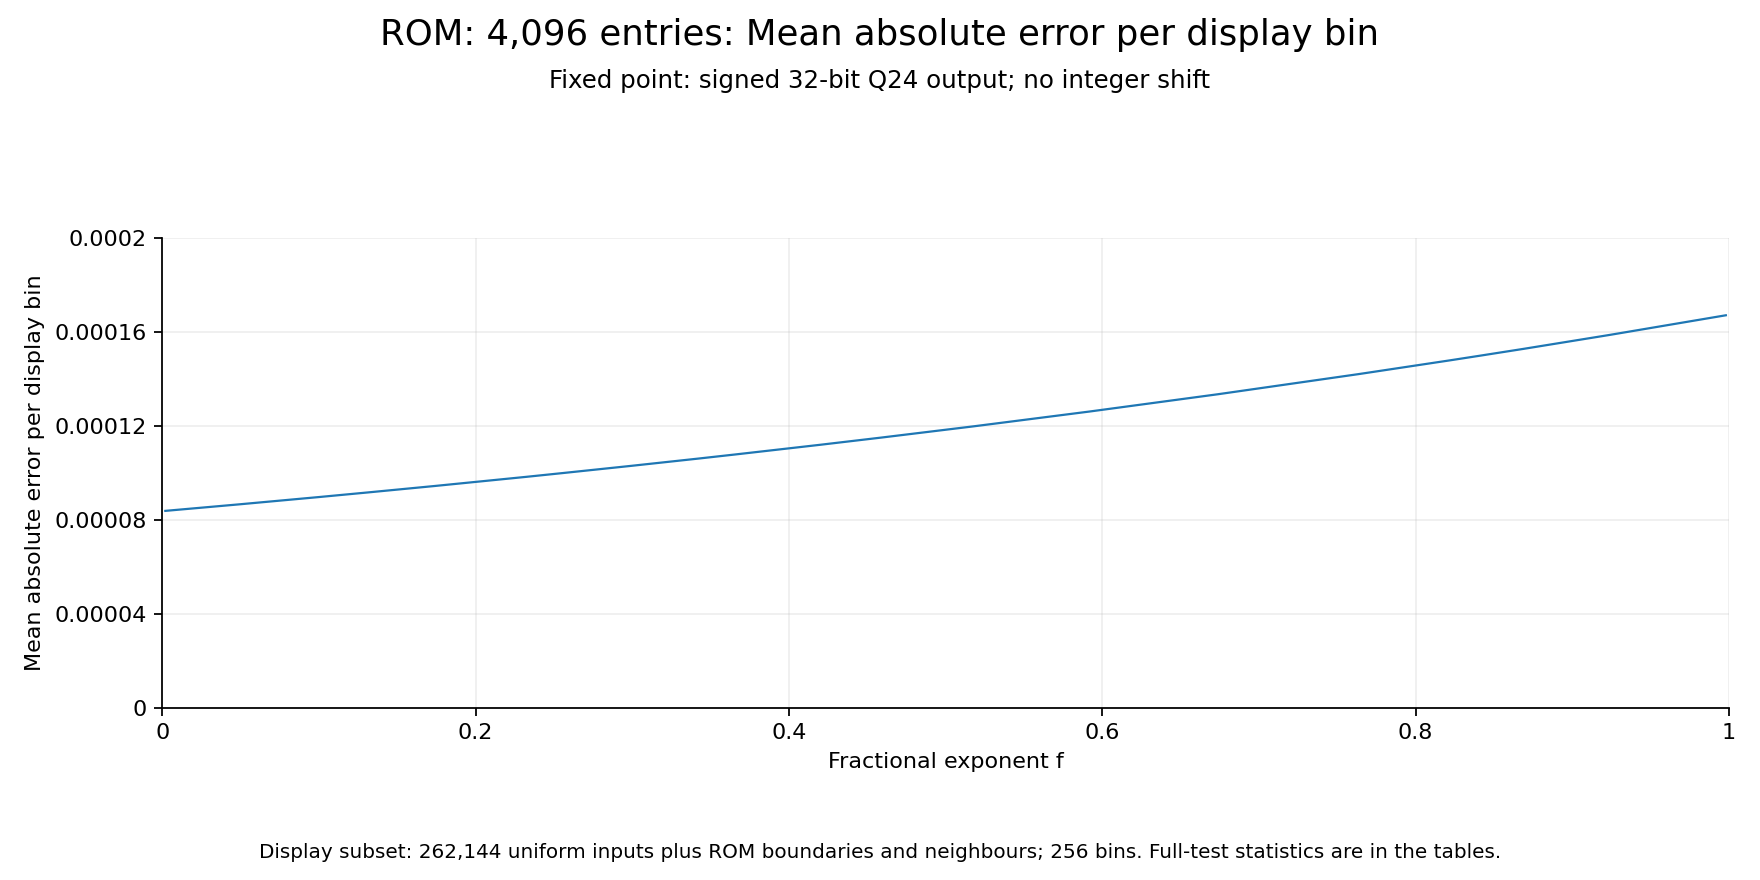 ROM: 4,096 entries: Mean absolute error per display bin
Fixed point: signed 32-bit Q24 output; no integer shift
Mean absolute error per display bin
0.0002
0.00016
0.00012
0.00008
0.00004
0
0 0.2 0.4 0.6 0.8 1
Fractional exponent f
Display subset: 262,144 uniform inputs plus ROM boundaries and neighbours; 256 bins. Full-test statistics are in the tables.